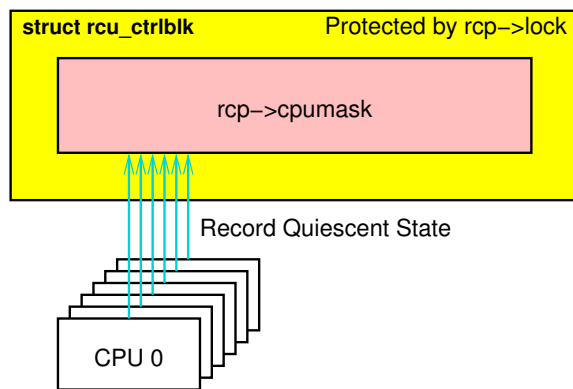 struct rcu_ctrlblk Protected by rcp−>lock
rcp−>cpumask
Record Quiescent State
CPU 0